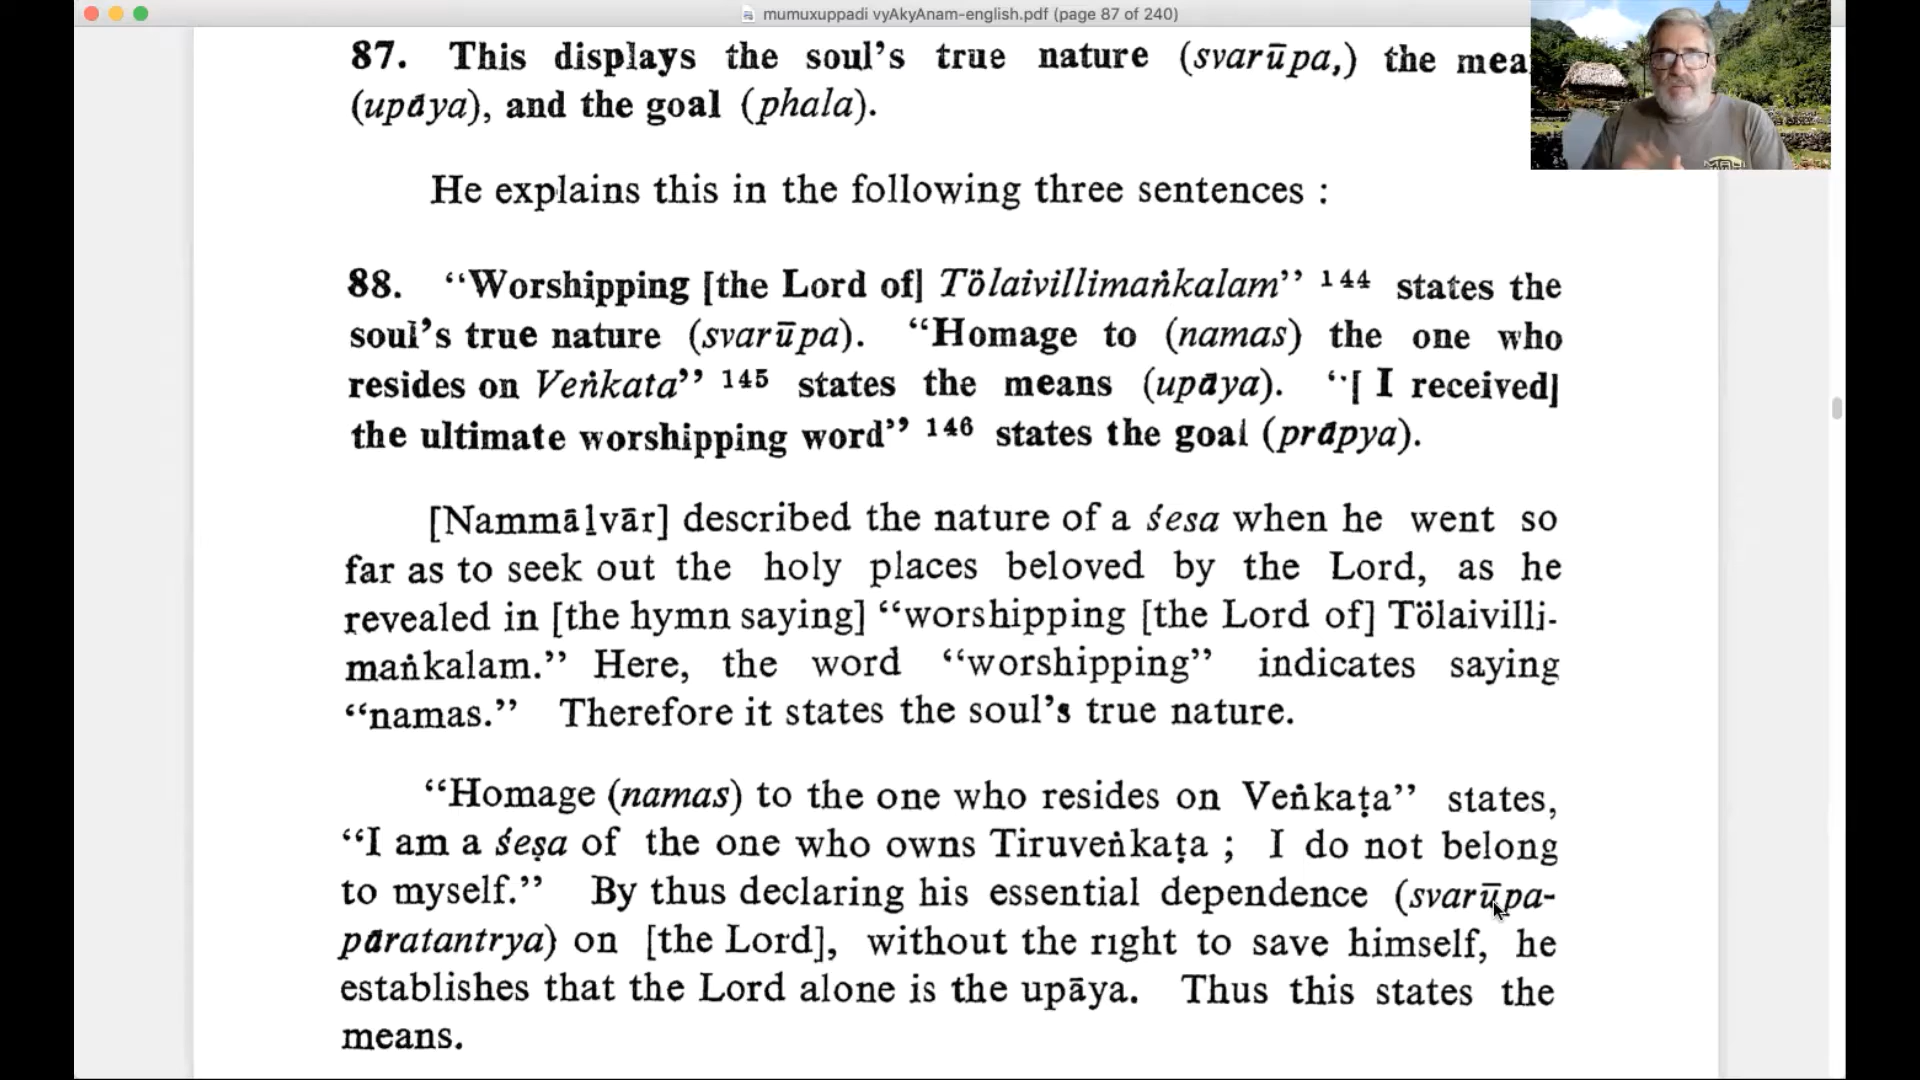 mumuxuppadi vyAkyAnam-english.pdf (page 87 of 240)
87. This displays the soul's true nature (svarūpa,) the mea
(upāya), and the goal (phala).
He explains this in the following three sentences :
88. “Worshipping [the Lord of] Tölaivillimaṅkalam” 144 states the
soul's true nature (svarūpa). “Homage to (namas) the one who
resides on Veṅkata” 145 states the means (upāya). “[ I received]
the ultimate worshipping word” 146 states the goal (prāpya).
[Nammāḻvār] described the nature of a śesa when he went so
far as to seek out the holy places beloved by the Lord, as he
revealed in [the hymn saying] “worshipping [the Lord of] Tölaivilli-
maṅkalam.” Here, the word “worshipping” indicates saying
“namas.” Therefore it states the soul's true nature.
“Homage (namas) to the one who resides on Veṅkaṭa” states,
“I am a śeṣa of the one who owns Tiruveṅkaṭa ; I do not belong
to myself.” By thus declaring his essential dependence (svarūpa-
pāratantrya) on [the Lord], without the right to save himself, he
establishes that the Lord alone is the upāya. Thus this states the
means.